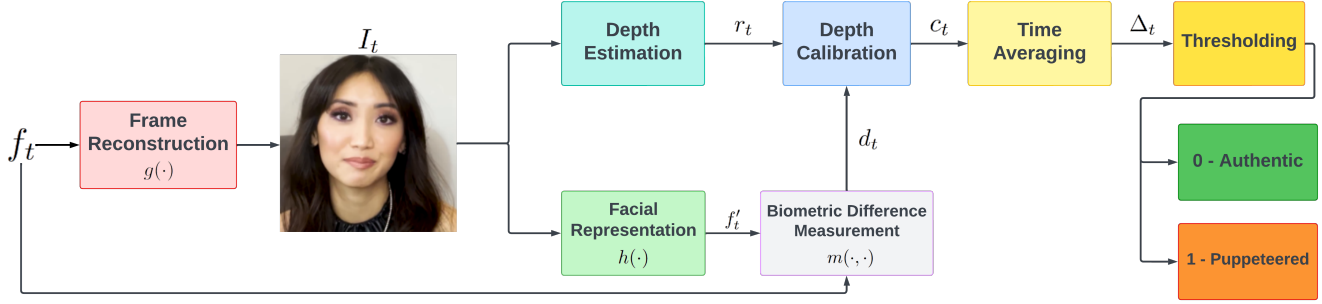 f_t
Frame
Reconstruction
g(·)
I_t
Depth
Estimation
r_t
Depth
Calibration
c_t
Time
Averaging
Δ_t
Thresholding
Facial
Representation
h(·)
f'_t
Biometric Difference
Measurement
m(·,·)
d_t
0 - Authentic
1 - Puppeteered